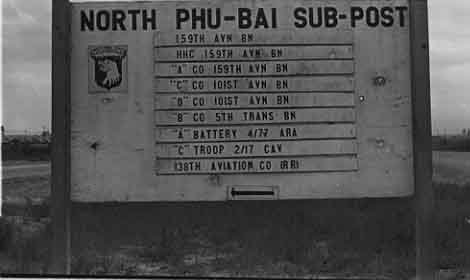 NORTH PHU-BAI SUB-POST
159TH AVN BN
HHC 159TH AVN BN
"A" CO 159TH AVN BN
"C" CO 101ST AVN BN
"D" CO 101ST AVN BN
"B" CO 5TH TRANS BN
"A" BATTERY 4/77 ARA
"C" TROOP 2/17 CAV
138TH AVIATION CO (RR)